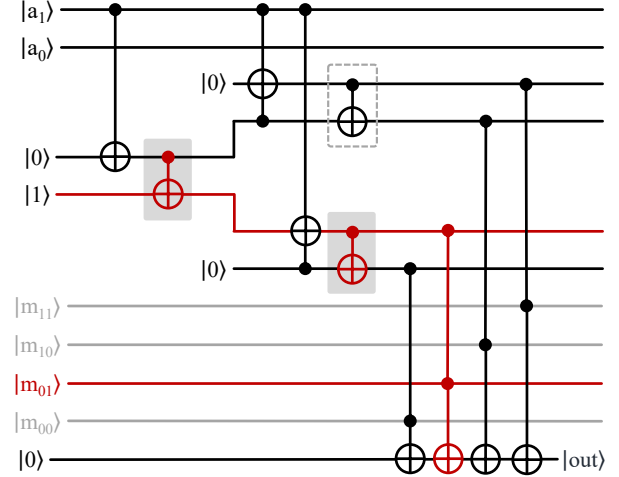 |a₁⟩
|a₀⟩
|0⟩
|0⟩
|1⟩
|0⟩
|m₁₁⟩
|m₁₀⟩
|m₀₁⟩
|m₀₀⟩
|0⟩ |out⟩